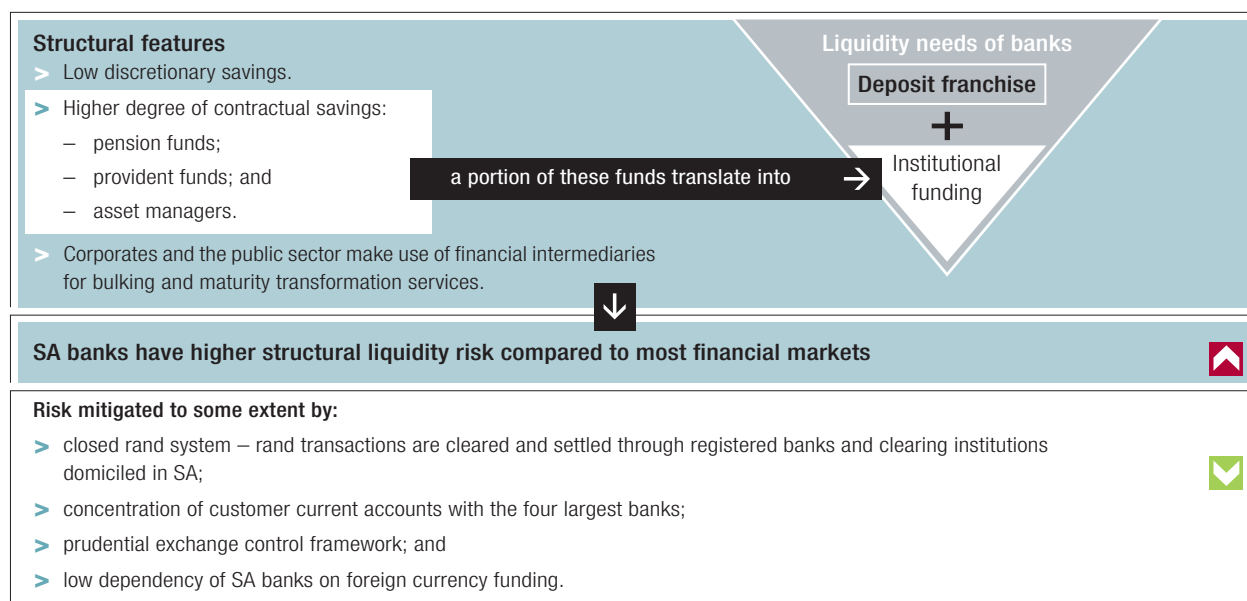 Structural features
> Low discretionary savings.
> Higher degree of contractual savings:
– pension funds;
– provident funds; and
– asset managers.
> Corporates and the public sector make use of financial intermediaries
for bulking and maturity transformation services.
a portion of these funds translate into
Liquidity needs of banks
Deposit franchise
+
Institutional
funding
SA banks have higher structural liquidity risk compared to most financial markets
Risk mitigated to some extent by:
> closed rand system – rand transactions are cleared and settled through registered banks and clearing institutions
domiciled in SA;
> concentration of customer current accounts with the four largest banks;
> prudential exchange control framework; and
> low dependency of SA banks on foreign currency funding.